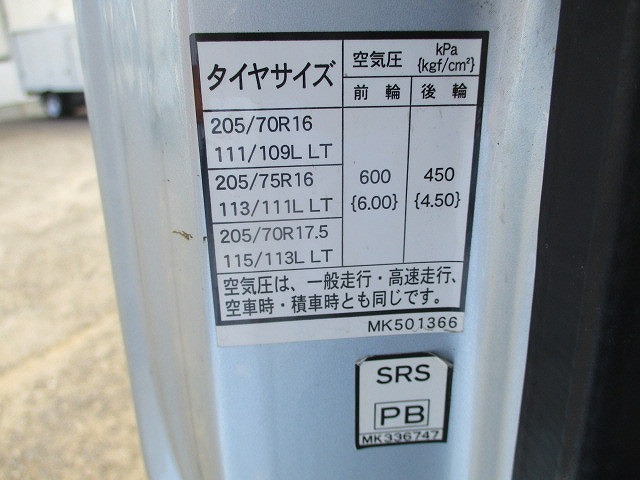 タイヤサイズ
空気圧 kPa
{kgf/cm²}
前輪 後輪
205/70R16
111/109L LT
205/75R16
113/111L LT
205/70R17.5
115/113L LT
600 450
{6.00} {4.50}
空気圧は、一般走行・高速走行、
空車時・積車時とも同じです。
MK501366
SRS
PB
MK336747